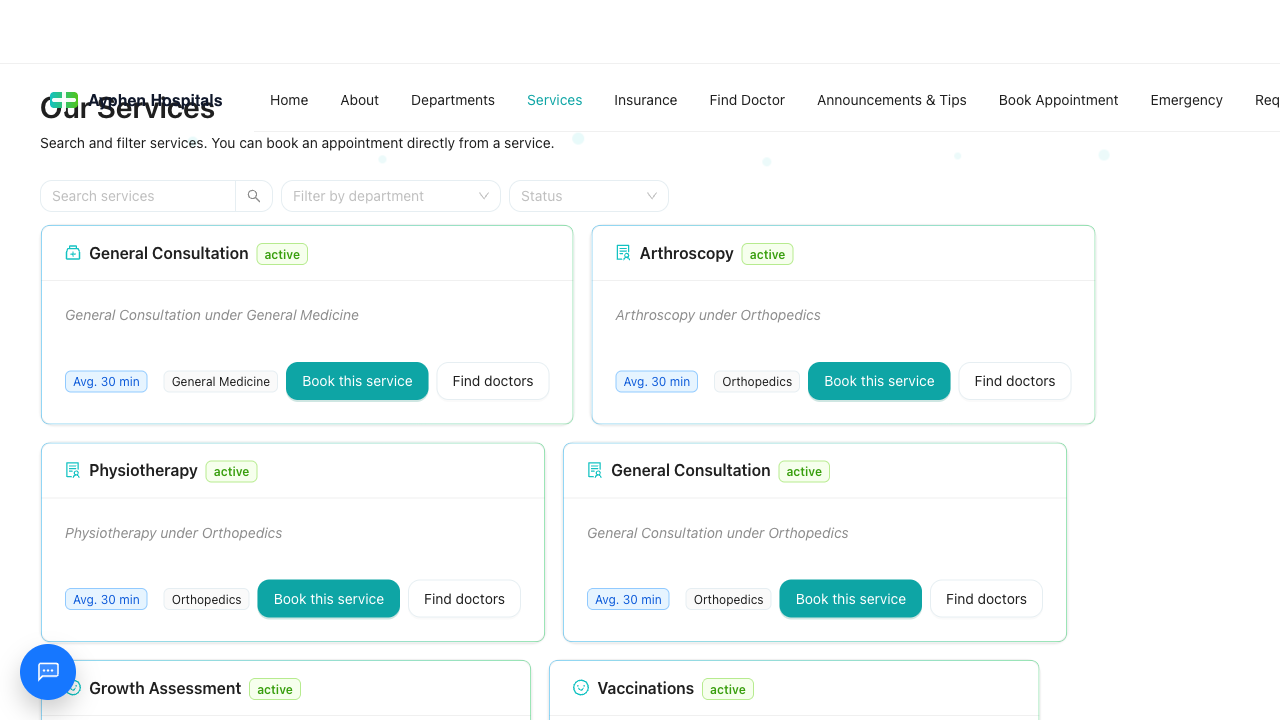 Ayphen Hospitals
Home
About
Departments
Services
Insurance
Find Doctor
Announcements & Tips
Book Appointment
Emergency
Req
Our Services
Search and filter services. You can book an appointment directly from a service.
Search services
Filter by department
Status
General Consultation active
General Consultation under General Medicine
Avg. 30 min General Medicine Book this service Find doctors
Arthroscopy active
Arthroscopy under Orthopedics
Avg. 30 min Orthopedics Book this service Find doctors
Physiotherapy active
Physiotherapy under Orthopedics
Avg. 30 min Orthopedics Book this service Find doctors
General Consultation active
General Consultation under Orthopedics
Avg. 30 min Orthopedics Book this service Find doctors
Growth Assessment active
Vaccinations active